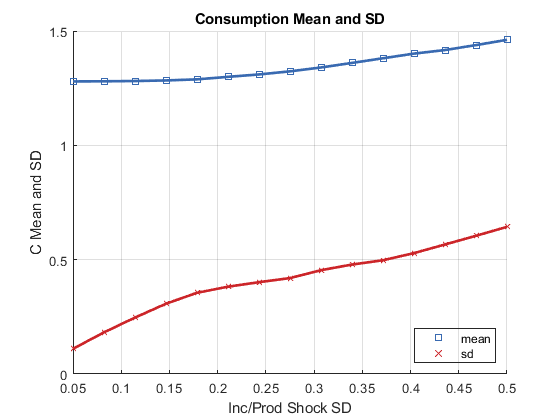 Consumption Mean and SD
C Mean and SD
1.5
1
0.5
0
mean
sd
0.05 0.1 0.15 0.2 0.25 0.3 0.35 0.4 0.45 0.5
Inc/Prod Shock SD